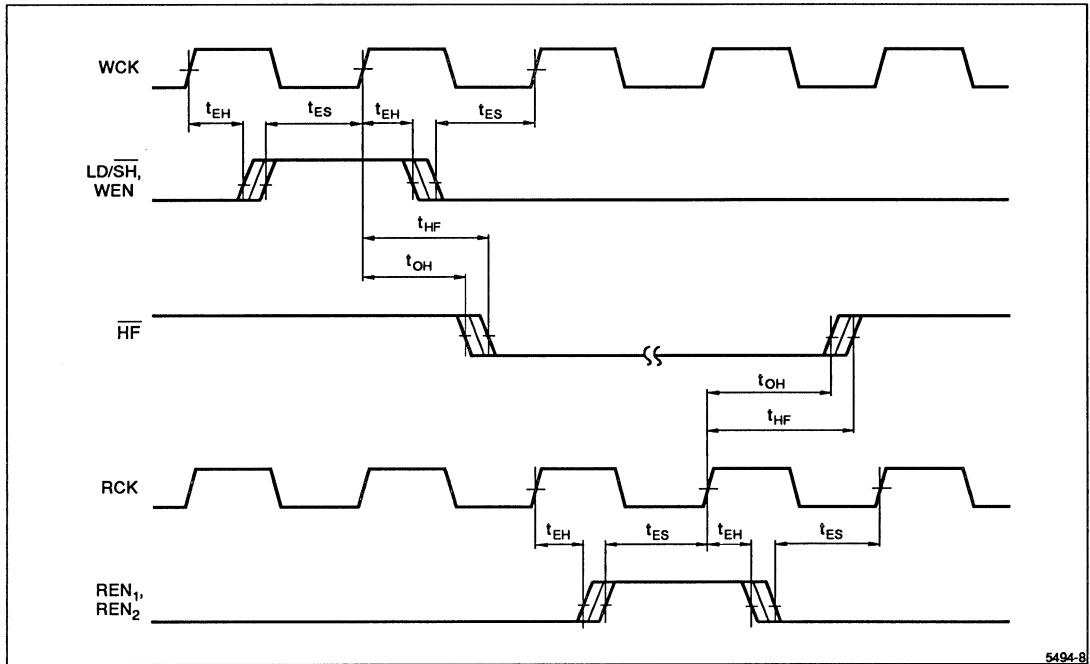 WCK
tEH
tES
tEH
tES
LD/SH,
WEN
tHF
tOH
HF
tOH
tHF
RCK
tEH
tES
tEH
tES
REN1,
REN2
5494-8